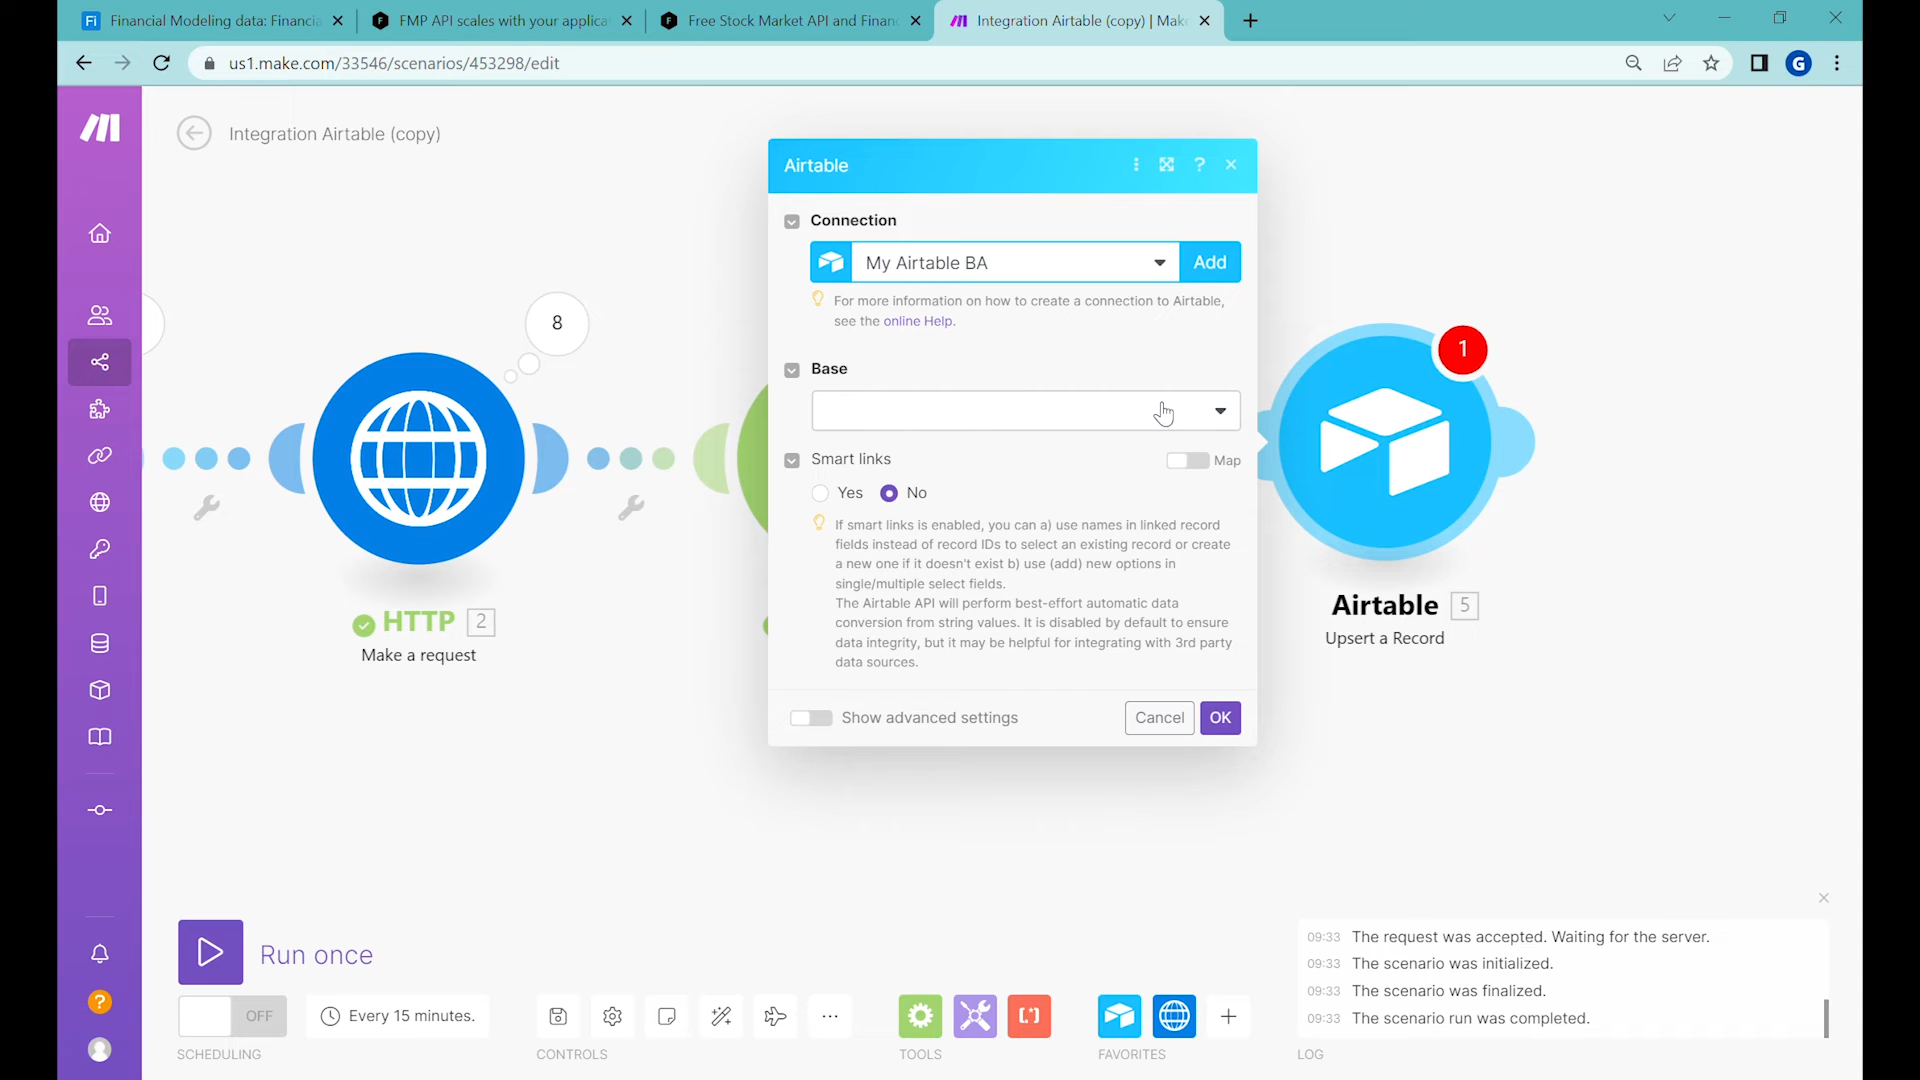 Fi Financial Modeling data: Financia
FMP API scales with your applica
Free Stock Market API and Finan
Integration Airtable (copy) | Make
us1.make.com/33546/scenarios/453298/edit
G
Integration Airtable (copy)
8
HTTP 2
Make a request
Airtable
Connection
My Airtable BA
Add
For more information on how to create a connection to Airtable,
see the online Help.
Base
Smart links
Map
Yes
No
If smart links is enabled, you can a) use names in linked record
fields instead of record IDs to select an existing record or create
a new one if it doesn't exist b) use (add) new options in
single/multiple select fields.
The Airtable API will perform best-effort automatic data
conversion from string values. It is disabled by default to ensure
data integrity, but it may be helpful for integrating with 3rd party
data sources.
Show advanced settings
Cancel
OK
1
Airtable 5
Upsert a Record
Run once
OFF
Every 15 minutes.
SCHEDULING
CONTROLS
TOOLS
FAVORITES
09:33 The request was accepted. Waiting for the server.
09:33 The scenario was initialized.
09:33 The scenario was finalized.
09:33 The scenario run was completed.
LOG